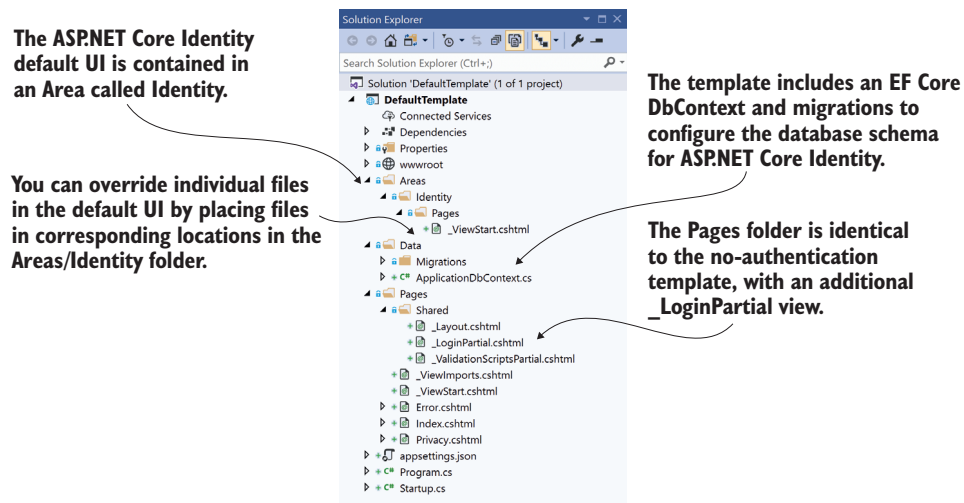 The ASP.NET Core Identity
default UI is contained in
an Area called Identity.
You can override individual files
in the default UI by placing files
in corresponding locations in the
Areas/Identity folder.
Solution Explorer
Search Solution Explorer (Ctrl+;)
Solution 'DefaultTemplate' (1 of 1 project)
DefaultTemplate
Connected Services
Dependencies
Properties
wwwroot
Areas
Identity
Pages
_ViewStart.cshtml
Data
Migrations
C# ApplicationDbContext.cs
Pages
Shared
_Layout.cshtml
_LoginPartial.cshtml
_ValidationScriptsPartial.cshtml
_ViewImports.cshtml
_ViewStart.cshtml
Error.cshtml
Index.cshtml
Privacy.cshtml
appsettings.json
C# Program.cs
C# Startup.cs
The template includes an EF Core
DbContext and migrations to
configure the database schema
for ASP.NET Core Identity.
The Pages folder is identical
to the no-authentication
template, with an additional
_LoginPartial view.